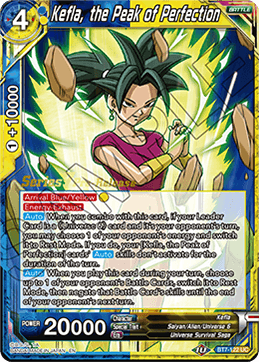 4
Kefla, the Peak of Perfection
BATTLE
1 +10000
Series
Release
Arrival Blue/Yellow
Energy-Exhaust
Auto When you combo with this card, if your Leader
Card is a ‹Universe 6› card and it's your opponent's turn,
you may choose 1 of your opponent's energy and switch
it to Rest Mode. If you do, your [Kefla, the Peak of
Perfection] cards' Auto skills don't activate for the
duration of the turn.
Auto When you play this card during your turn, choose
up to 1 of your opponent's Battle Cards, switch it to
Rest Mode, then negate that Battle Card's skills until the end
of your opponent's next turn.
POWER 20000
Character Kefla
Special Trait Saiyan/Alien/Universe 6
Universe Survival Saga
BT7-122 UC